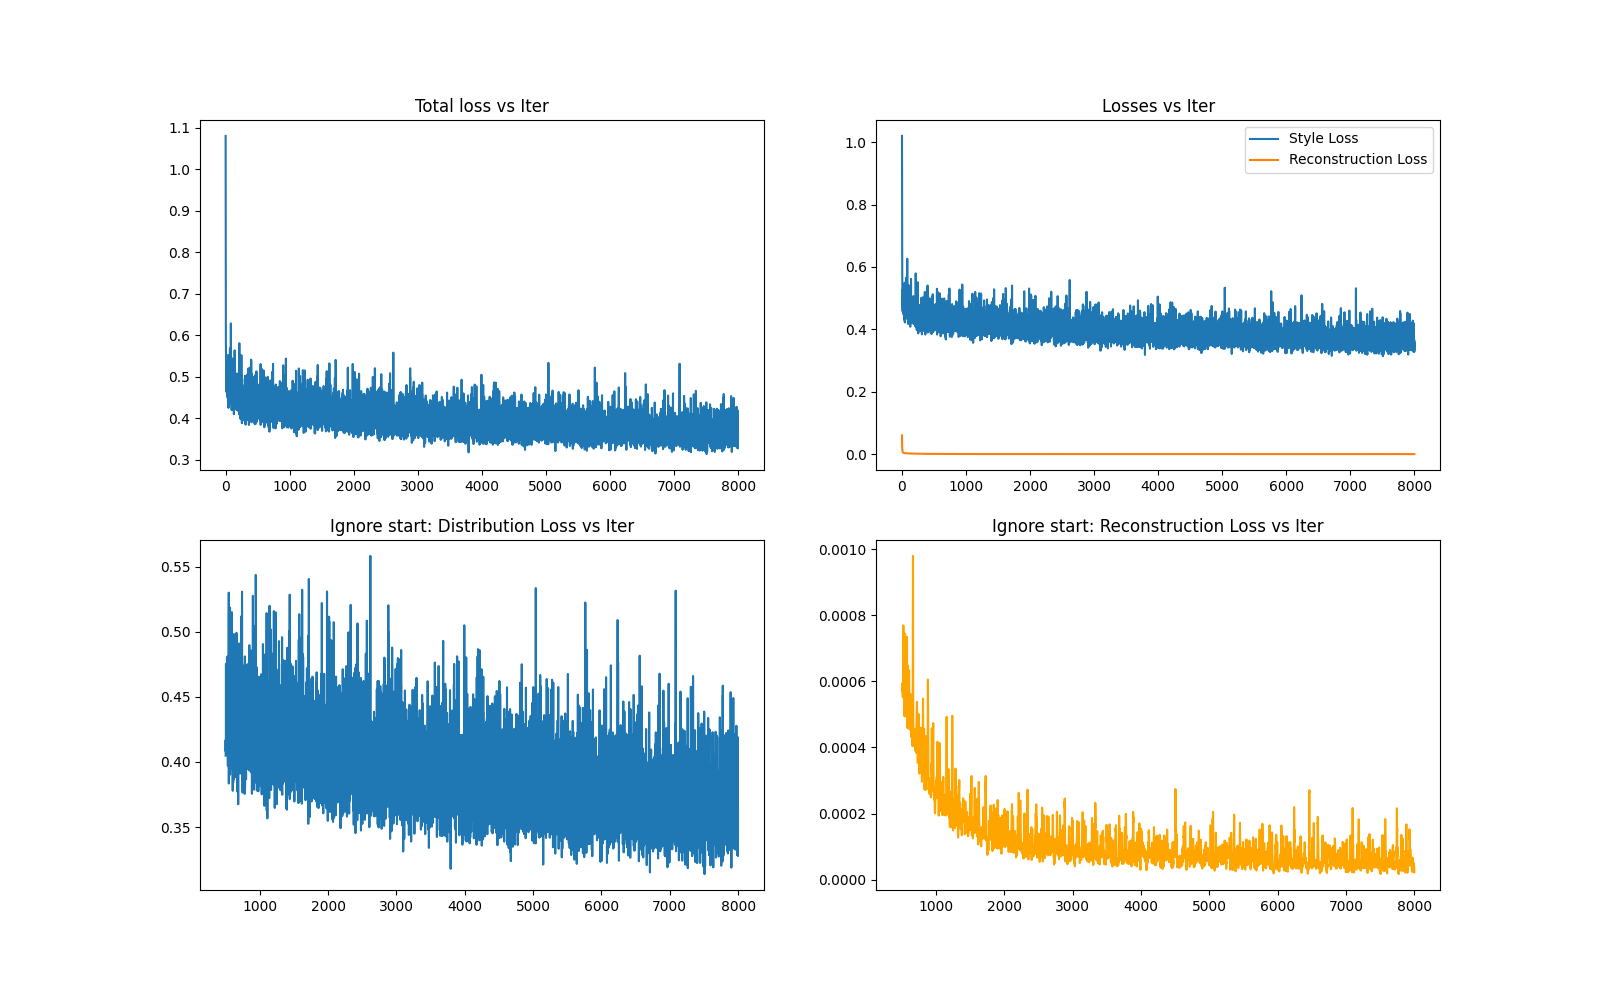 Total loss vs Iter
1.1
1.0
0.9
0.8
0.7
0.6
0.5
0.4
0.3
0 1000 2000 3000 4000 5000 6000 7000 8000
Losses vs Iter
Style Loss
Reconstruction Loss
1.0
0.8
0.6
0.4
0.2
0.0
0 1000 2000 3000 4000 5000 6000 7000 8000
Ignore start: Distribution Loss vs Iter
0.55
0.50
0.45
0.40
0.35
1000 2000 3000 4000 5000 6000 7000 8000
Ignore start: Reconstruction Loss vs Iter
0.0010
0.0008
0.0006
0.0004
0.0002
0.0000
1000 2000 3000 4000 5000 6000 7000 8000